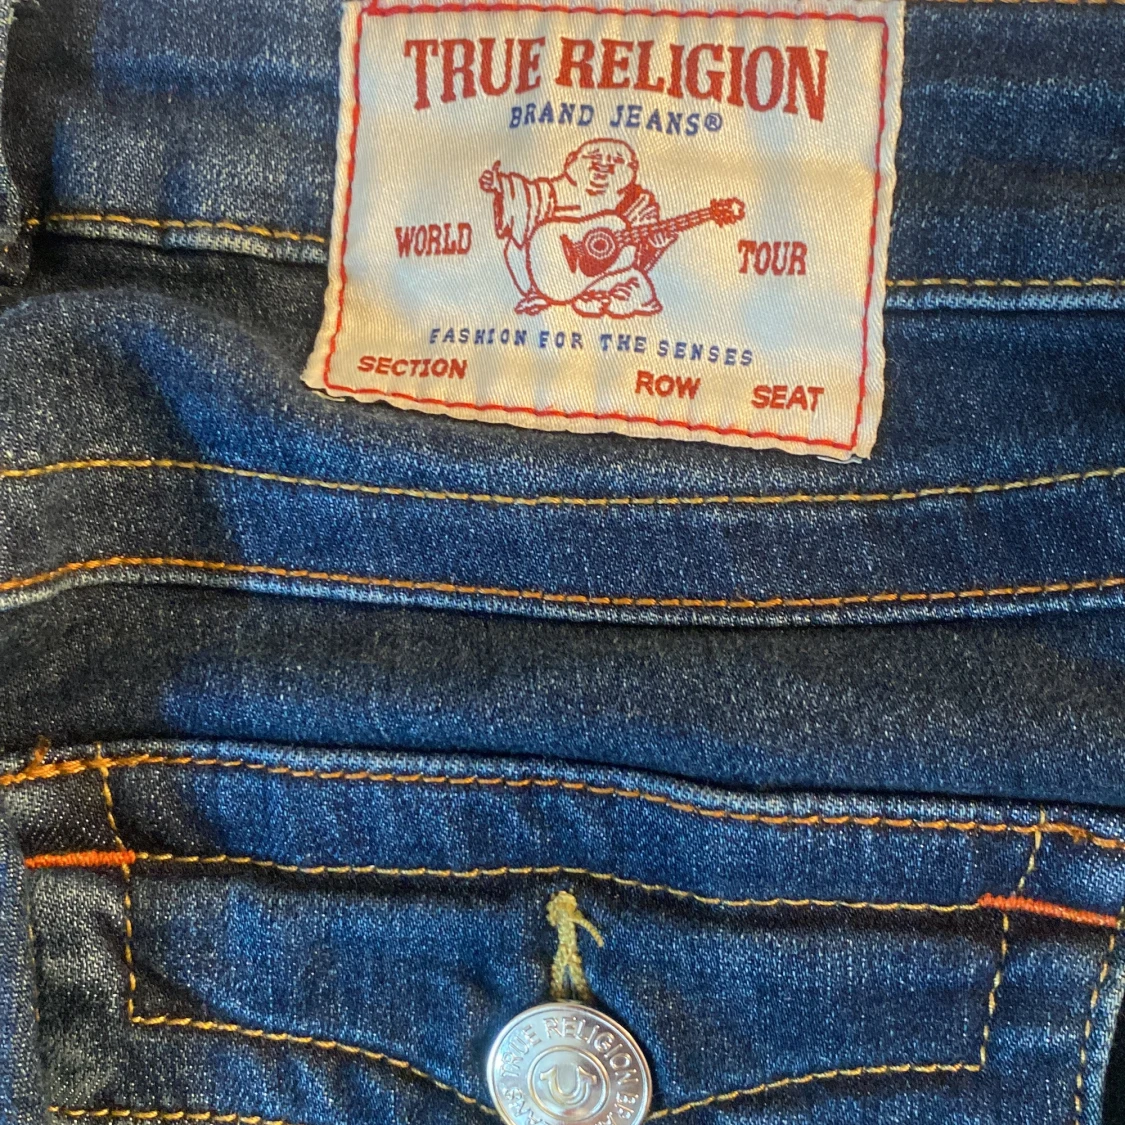 TRUE RELIGION
BRAND JEANS®
WORLD TOUR
FASHION FOR THE SENSES
SECTION ROW SEAT
TRUE RELIGION